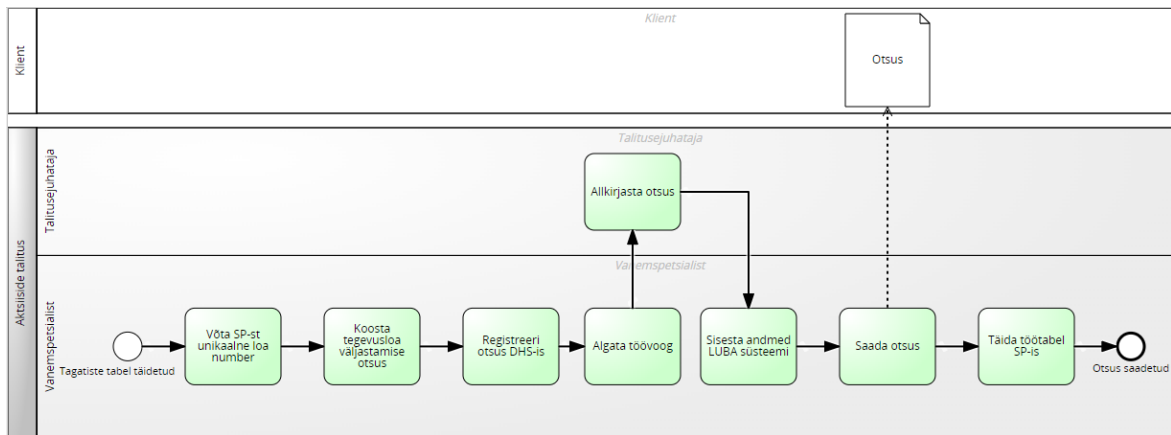 Klient
Klient
Otsus
Aktsiiside talitus
Talitusejuhataja
Talitusejuhataja
Allkirjasta otsus
Vanemspetsialist
Vanemspetsialist
Tagatiste tabel täidetud
Võta SP-st
unikaalne loa
number
Koosta
tegevusloa
väljastamise
otsus
Registreeri
otsus DHS-is
Algata töövoog
Sisesta andmed
LUBA süsteemi
Saada otsus
Täida töötabel
SP-is
Otsus saadetud